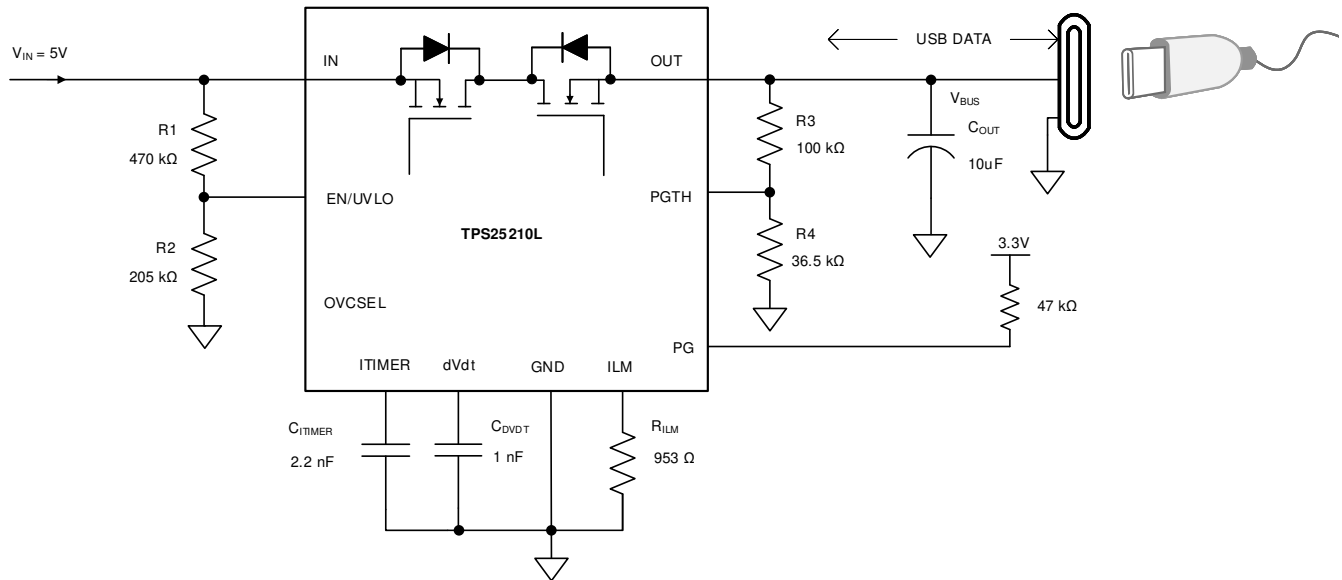 USB DATA
V_IN = 5V
IN
OUT
V_BUS
R1
470 kΩ
R3
100 kΩ
C_OUT
10uF
EN/UVLO
PGTH
R2
205 kΩ
TPS25210L
R4
36.5 kΩ
3.3V
OVCSEL
47 kΩ
PG
ITIMER
dVdt
GND
ILM
C_ITIMER
2.2 nF
C_DVDT
1 nF
R_ILM
953 Ω